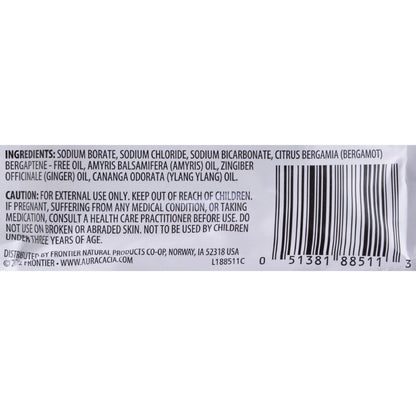 INGREDIENTS: SODIUM BORATE, SODIUM CHLORIDE, SODIUM BICARBONATE, CITRUS BERGAMIA (BERGAMOT)
BERGAPTENE - FREE OIL, AMYRIS BALSAMIFERA (AMYRIS) OIL, ZINGIBER
OFFICINALE (GINGER) OIL, CANANGA ODORATA (YLANG YLANG) OIL.
CAUTION: FOR EXTERNAL USE ONLY. KEEP OUT OF REACH OF CHILDREN.
IF PREGNANT, SUFFERING FROM ANY MEDICAL CONDITION, OR TAKING
MEDICATION, CONSULT A HEALTH CARE PRACTITIONER BEFORE USE. DO
NOT USE ON BROKEN OR ABRADED SKIN. NOT TO BE USED BY CHILDREN
UNDER THREE YEARS OF AGE.
DISTRIBUTED BY FRONTIER NATURAL PRODUCTS CO-OP, NORWAY, IA 52318 USA
FRONTIER • WWW.AURACACIA.COM L188511C
0 51381 88511 3